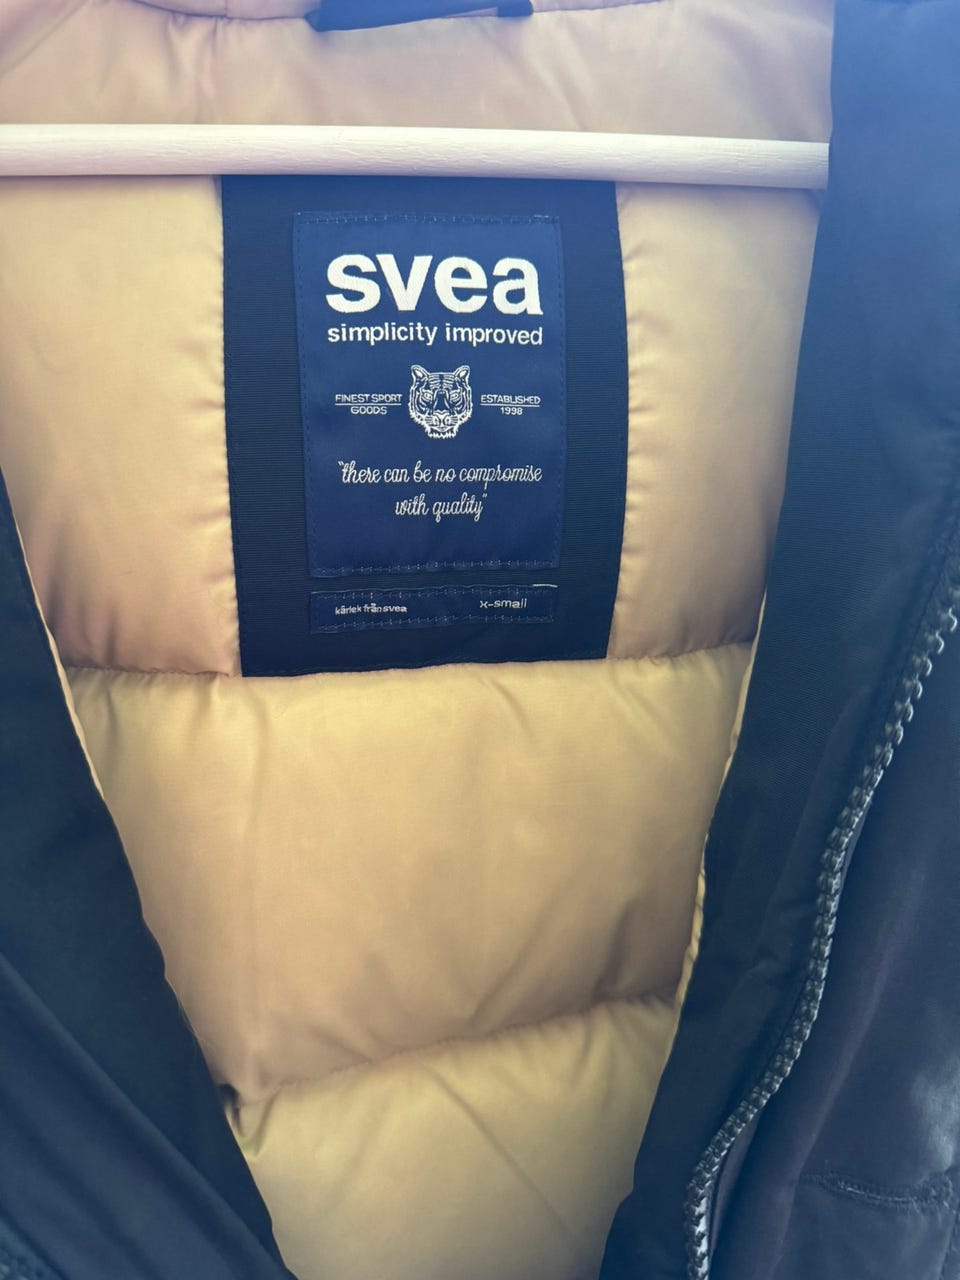 svea
simplicity improved
FINEST SPORT
GOODS
ESTABLISHED
1998
"there can be no compromise
with quality"
kärlek från svea
x-small